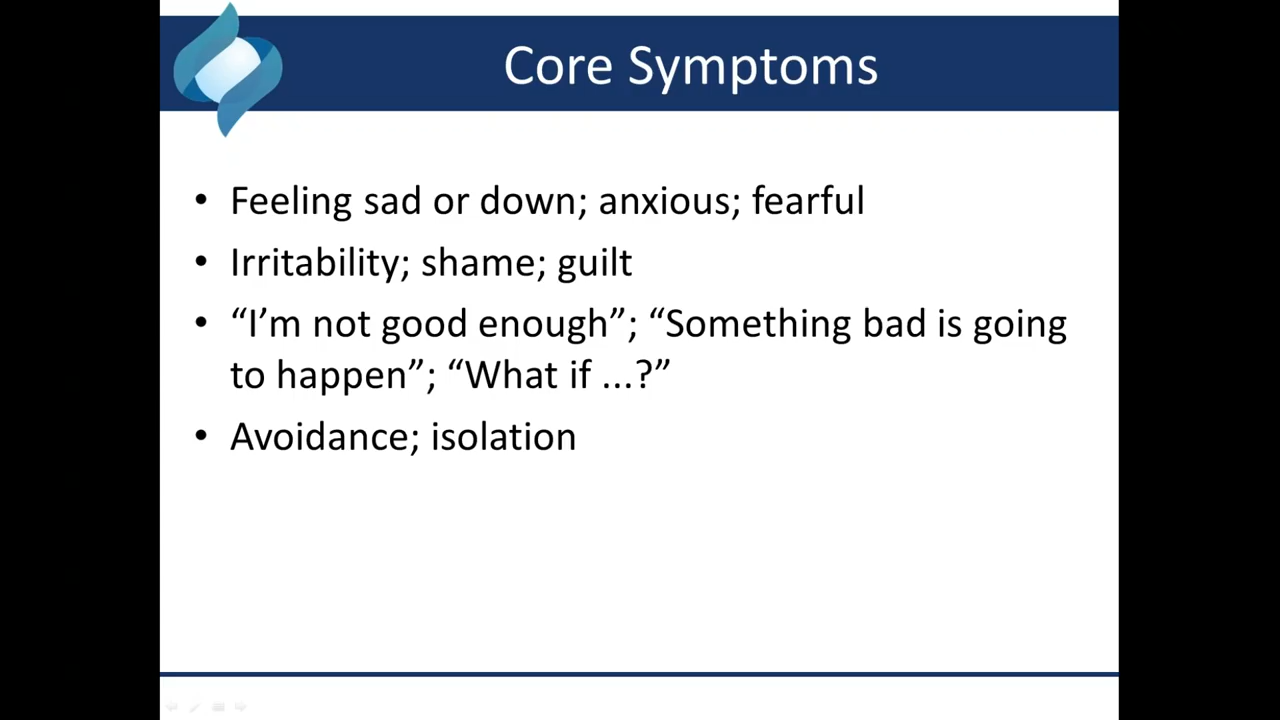 Core Symptoms
• Feeling sad or down; anxious; fearful
• Irritability; shame; guilt
• “I’m not good enough”; “Something bad is going
to happen”; “What if ...?”
• Avoidance; isolation